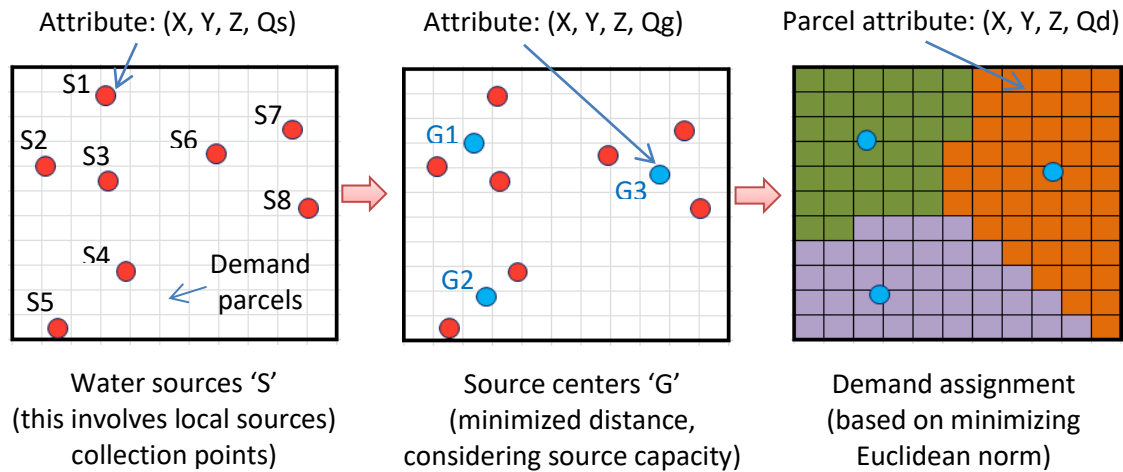 Attribute: (X, Y, Z, Qs)
Attribute: (X, Y, Z, Qg)
Parcel attribute: (X, Y, Z, Qd)
S1
S2
S3
S6
S7
S8
S4
S5
Demand
parcels
G1
G3
G2
Water sources ‘S’
(this involves local sources)
collection points)
Source centers ‘G’
(minimized distance,
considering source capacity)
Demand assignment
(based on minimizing
Euclidean norm)